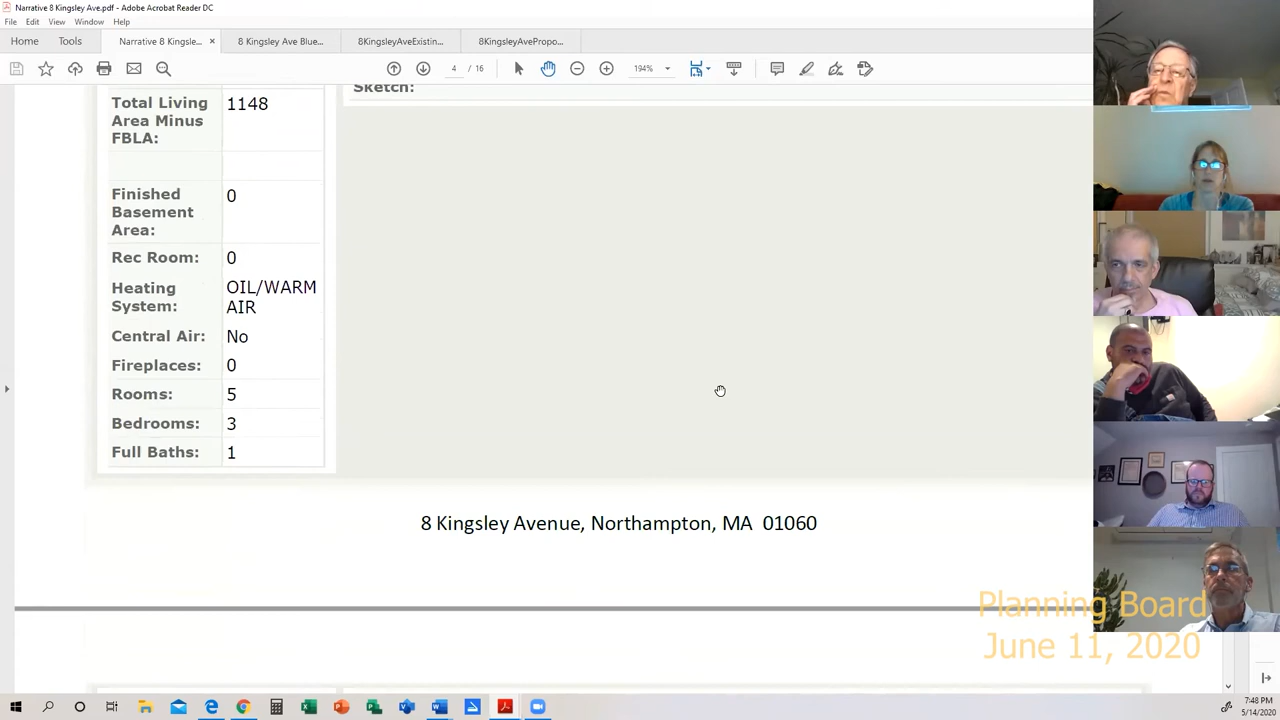 Narrative 8 Kingsley Ave.pdf - Adobe Acrobat Reader DC
File Edit View Window Help
Home Tools Narrative 8 Kingsle... × 8 Kingsley Ave Blue... 8KingsleyAveExistin... 8KingsleyAvePropo...
4 / 16 194%
Sketch:
Total Living 1148
Area Minus
FBLA:
Finished 0
Basement
Area:
Rec Room: 0
Heating OIL/WARM
System: AIR
Central Air: No
Fireplaces: 0
Rooms: 5
Bedrooms: 3
Full Baths: 1
8 Kingsley Avenue, Northampton, MA 01060
Planning Board
June 11, 2020
7:48 PM
5/14/2020